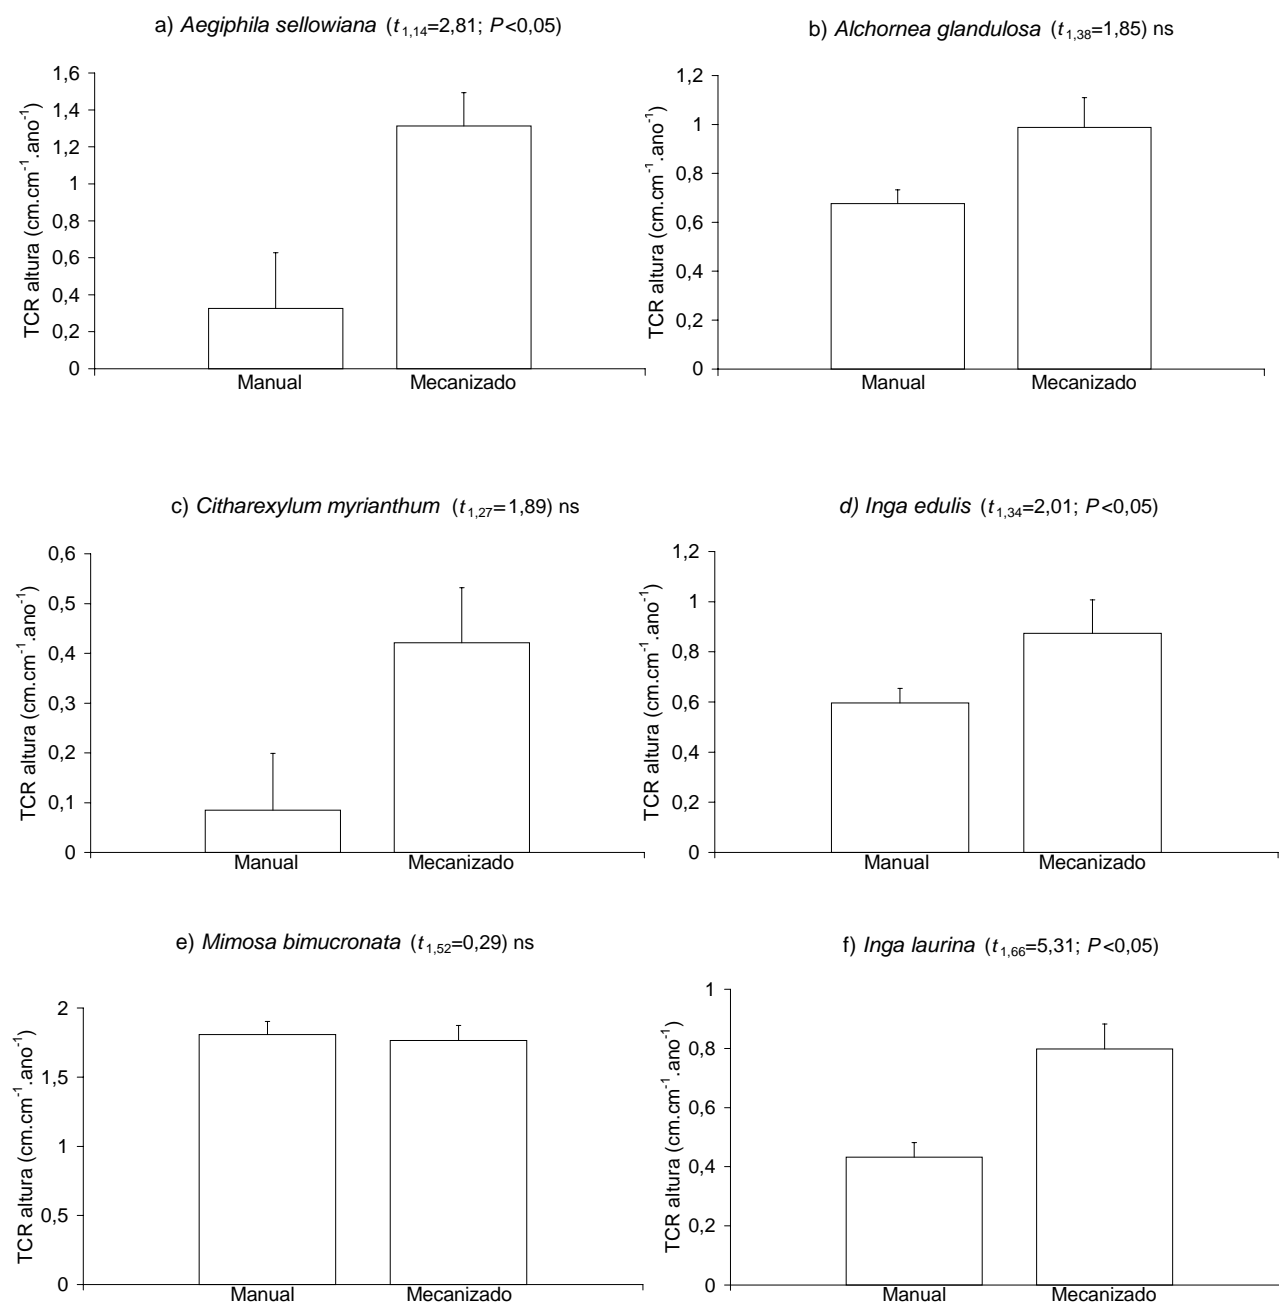 a) Aegiphila sellowiana (t1,14=2,81; P<0,05)
TCR altura (cm.cm-1.ano-1)
1,6
1,4
1,2
1
0,8
0,6
0,4
0,2
0
Manual Mecanizado
b) Alchornea glandulosa (t1,38=1,85) ns
TCR altura (cm.cm-1.ano-1)
1,2
1
0,8
0,6
0,4
0,2
0
Manual Mecanizado
c) Citharexylum myrianthum (t1,27=1,89) ns
TCR altura (cm.cm-1.ano-1)
0,6
0,5
0,4
0,3
0,2
0,1
0
Manual Mecanizado
d) Inga edulis (t1,34=2,01; P<0,05)
TCR altura (cm.cm-1.ano-1)
1,2
1
0,8
0,6
0,4
0,2
0
Manual Mecanizado
e) Mimosa bimucronata (t1,52=0,29) ns
TCR altura (cm.cm-1.ano-1)
2
1,5
1
0,5
0
Manual Mecanizado
f) Inga laurina (t1,66=5,31; P<0,05)
TCR altura (cm.cm-1.ano-1)
1
0,8
0,6
0,4
0,2
0
Manual Mecanizado